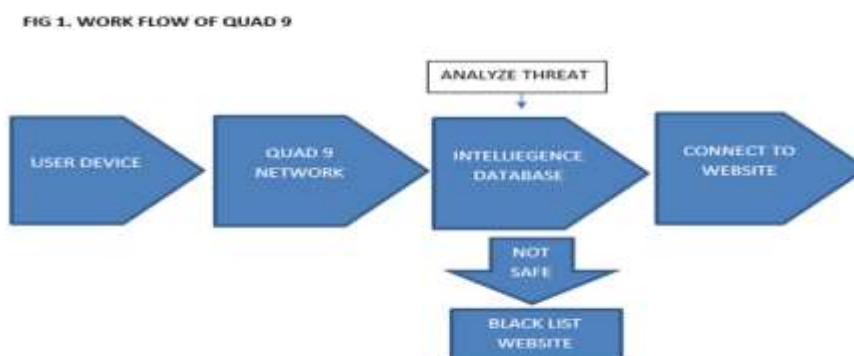 FIG 1. WORK FLOW OF QUAD 9
ANALYZE THREAT
USER DEVICE
QUAD 9
NETWORK
INTELLIEGENCE
DATABASE
CONNECT TO
WEBSITE
NOT
SAFE
BLACK LIST
WEBSITE